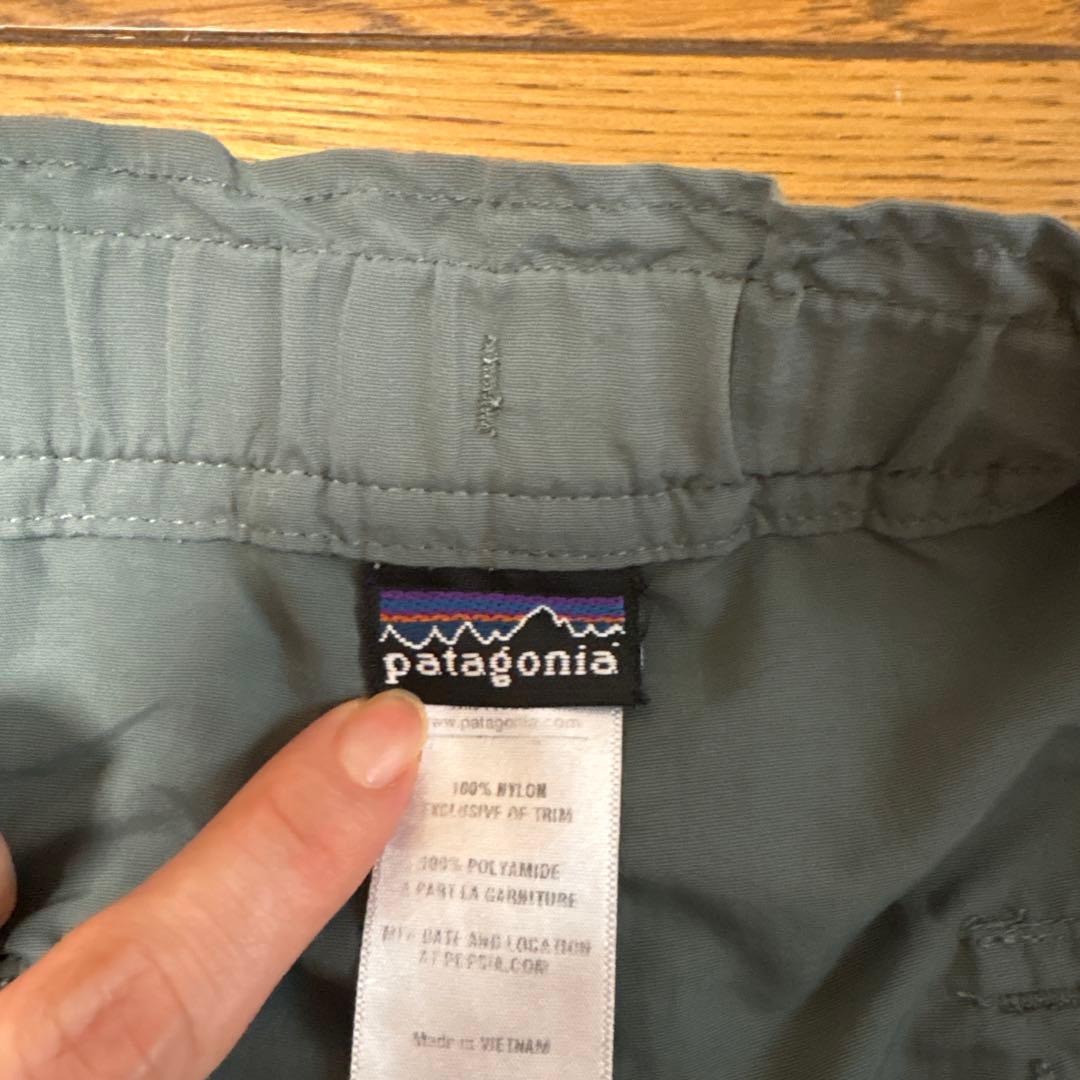 patagonia
www.patagonia.com
100% NYLON
EXCLUSIVE OF TRIM
100% POLYAMIDE
A PART LA GARNITURE
DATE AND LOCATION
Made in VIETNAM